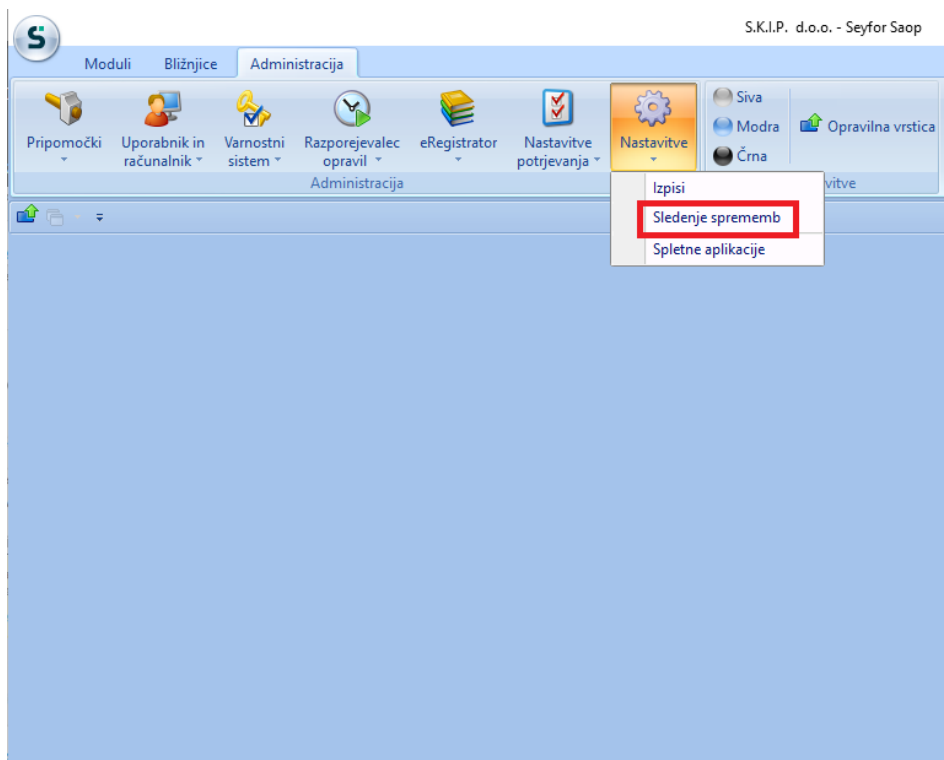 S.K.I.P. d.o.o. - Seyfor Saop
Moduli Bližnjice Administracija
Pripomočki
Uporabnik in računalnik
Varnostni sistem
Razporejevalec opravil
eRegistrator
Nastavitve potrjevanja
Nastavitve
Siva
Modra
Črna
Opravilna vrstica
Administracija
vitve
Izpisi
Sledenje sprememb
Spletne aplikacije